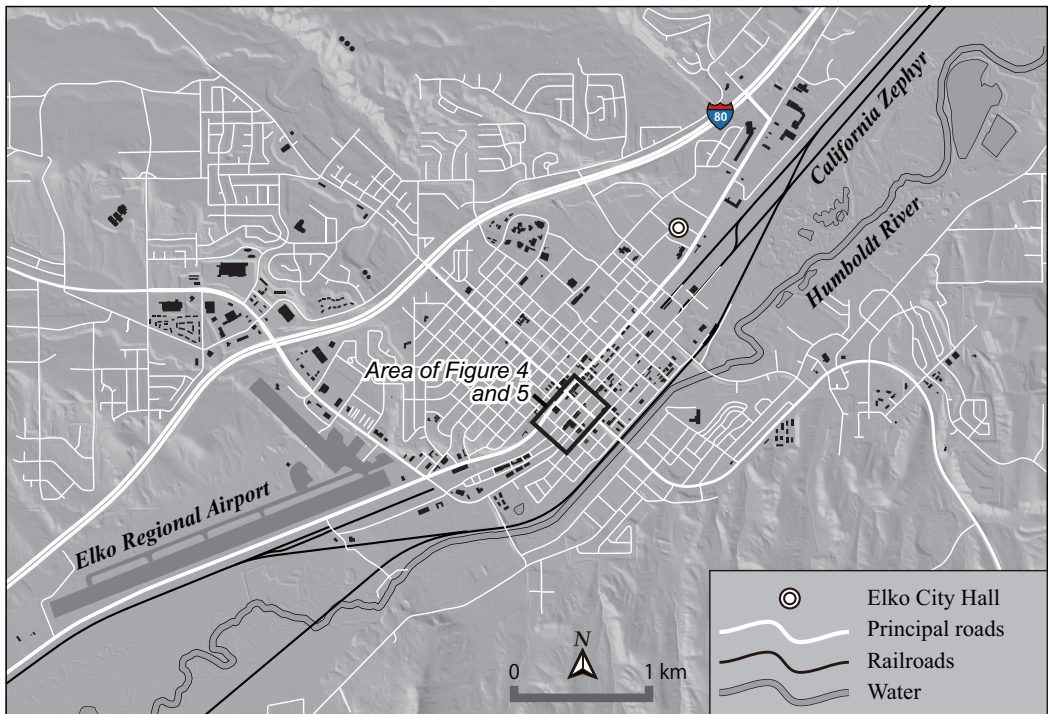 80
California Zephyr
Humboldt River
Area of Figure 4
and 5
Elko Regional Airport
N
0
1 km
Elko City Hall
Principal roads
Railroads
Water